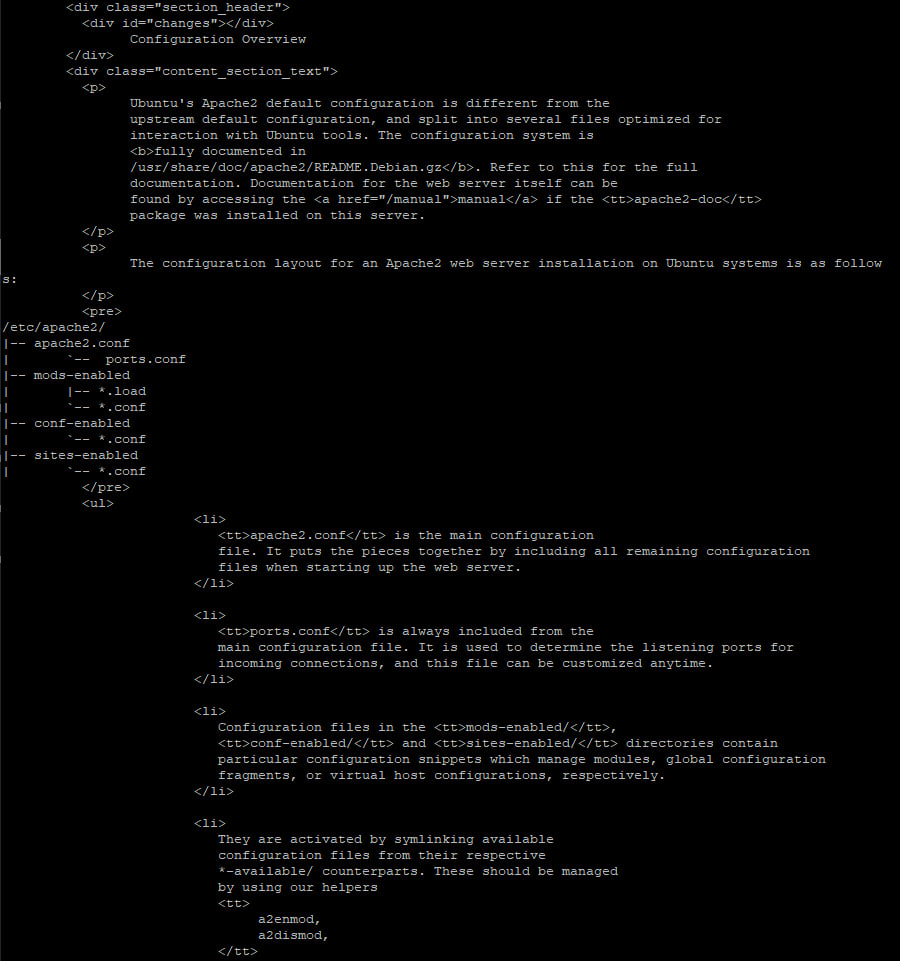 <div class="section_header">
<div id="changes"></div>
Configuration Overview
</div>
<div class="content_section_text">
<p>
Ubuntu's Apache2 default configuration is different from the
upstream default configuration, and split into several files optimized for
interaction with Ubuntu tools. The configuration system is
<b>fully documented in
/usr/share/doc/apache2/README.Debian.gz</b>. Refer to this for the full
documentation. Documentation for the web server itself can be
found by accessing the <a href="/manual">manual</a> if the <tt>apache2-doc</tt>
package was installed on this server.
</p>
<p>
The configuration layout for an Apache2 web server installation on Ubuntu systems is as follow
s:
</p>
<pre>
/etc/apache2/
|-- apache2.conf
|       `--  ports.conf
|-- mods-enabled
|       |-- *.load
|       `-- *.conf
|-- conf-enabled
|       `-- *.conf
|-- sites-enabled
|       `-- *.conf
</pre>
<ul>
<li>
<tt>apache2.conf</tt> is the main configuration
file. It puts the pieces together by including all remaining configuration
files when starting up the web server.
</li>
<li>
<tt>ports.conf</tt> is always included from the
main configuration file. It is used to determine the listening ports for
incoming connections, and this file can be customized anytime.
</li>
<li>
Configuration files in the <tt>mods-enabled/</tt>,
<tt>conf-enabled/</tt> and <tt>sites-enabled/</tt> directories contain
particular configuration snippets which manage modules, global configuration
fragments, or virtual host configurations, respectively.
</li>
<li>
They are activated by symlinking available
configuration files from their respective
*-available/ counterparts. These should be managed
by using our helpers
<tt>
a2enmod,
a2dismod,
</tt>